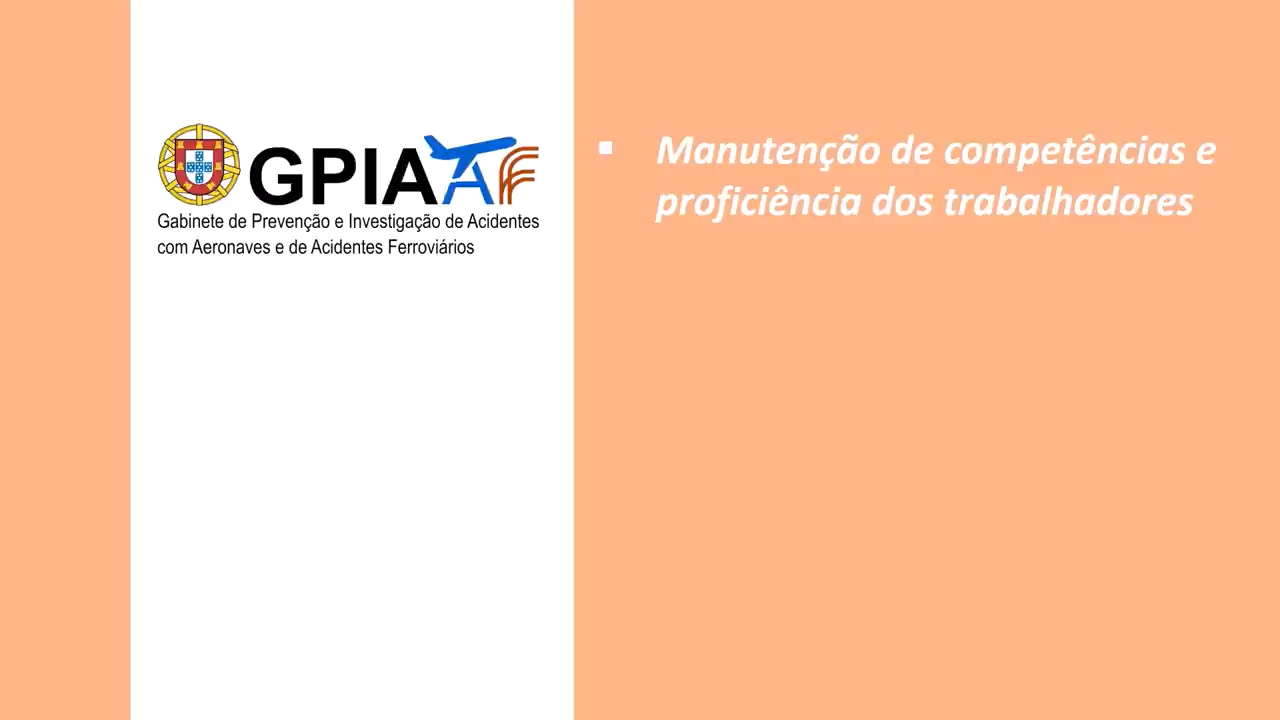 GPIAAF
Gabinete de Prevenção e Investigação de Acidentes
com Aeronaves e de Acidentes Ferroviários
▪ Manutenção de competências e
proficiência dos trabalhadores